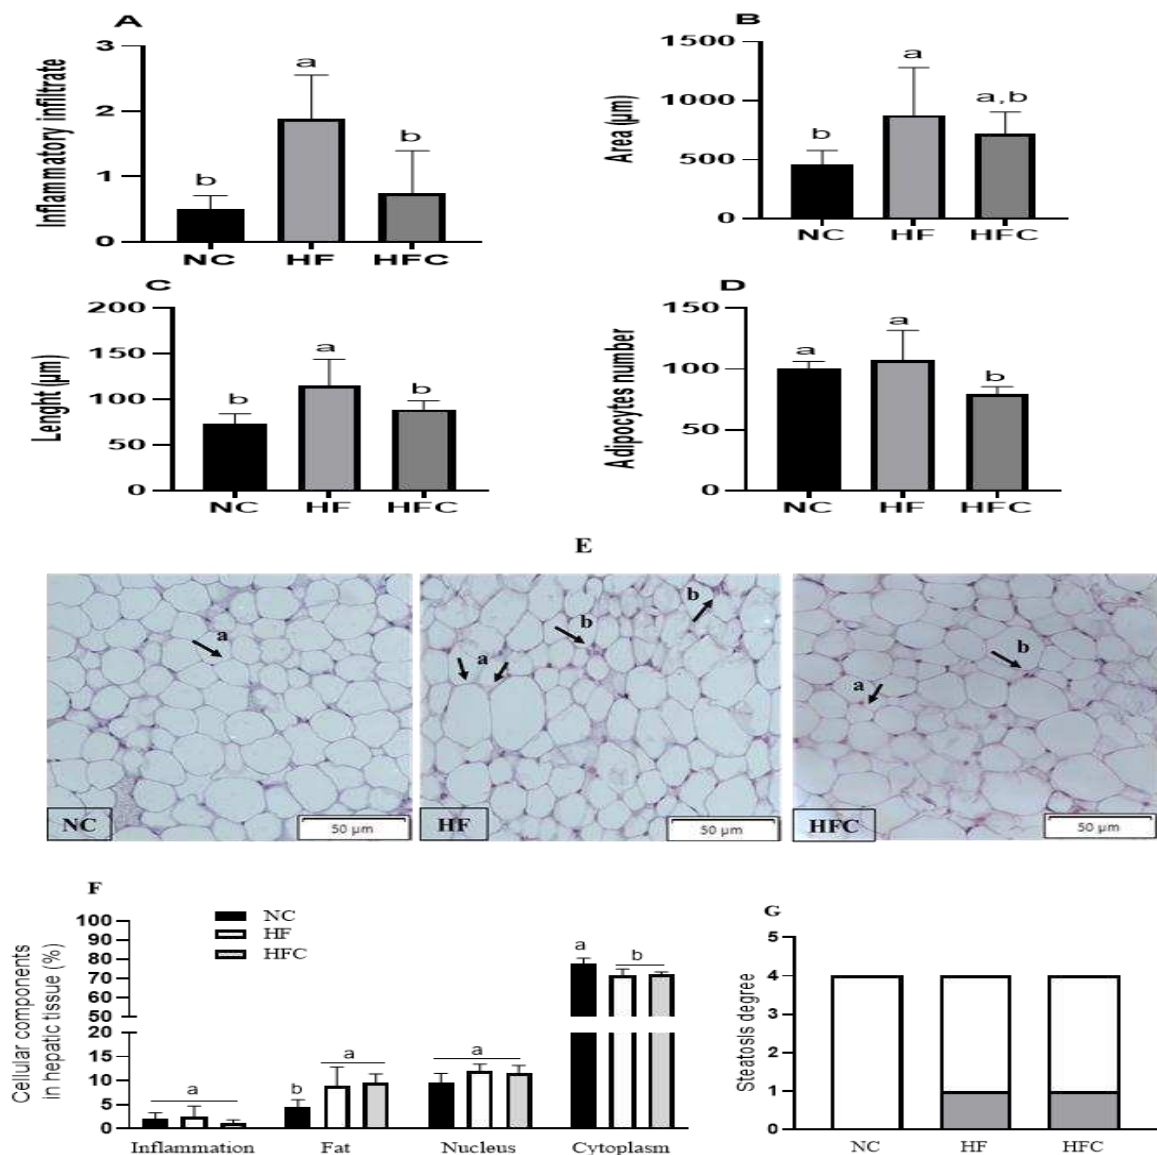 A
Inflammatory infiltrate
3
2
1
0
b
a
b
NC HF HFC
B
Area (µm)
1500
1000
500
0
b
a
a,b
NC HF HFC
C
Lenght (µm)
200
150
100
50
0
b
a
b
NC HF HFC
D
Adipocytes number
150
100
50
0
a
a
b
NC HF HFC
E
a
NC
50 µm
a
b
b
HF
50 µm
a
b
HFC
50 µm
F
Cellular components
in hepatic tissue (%)
100
90
80
70
60
50
20
15
10
5
0
NC
HF
HFC
a
b
a
a
a
b
Inflammation Fat Nucleus Cytoplasm
G
Steatosis degree
5
4
3
2
1
0
NC HF HFC